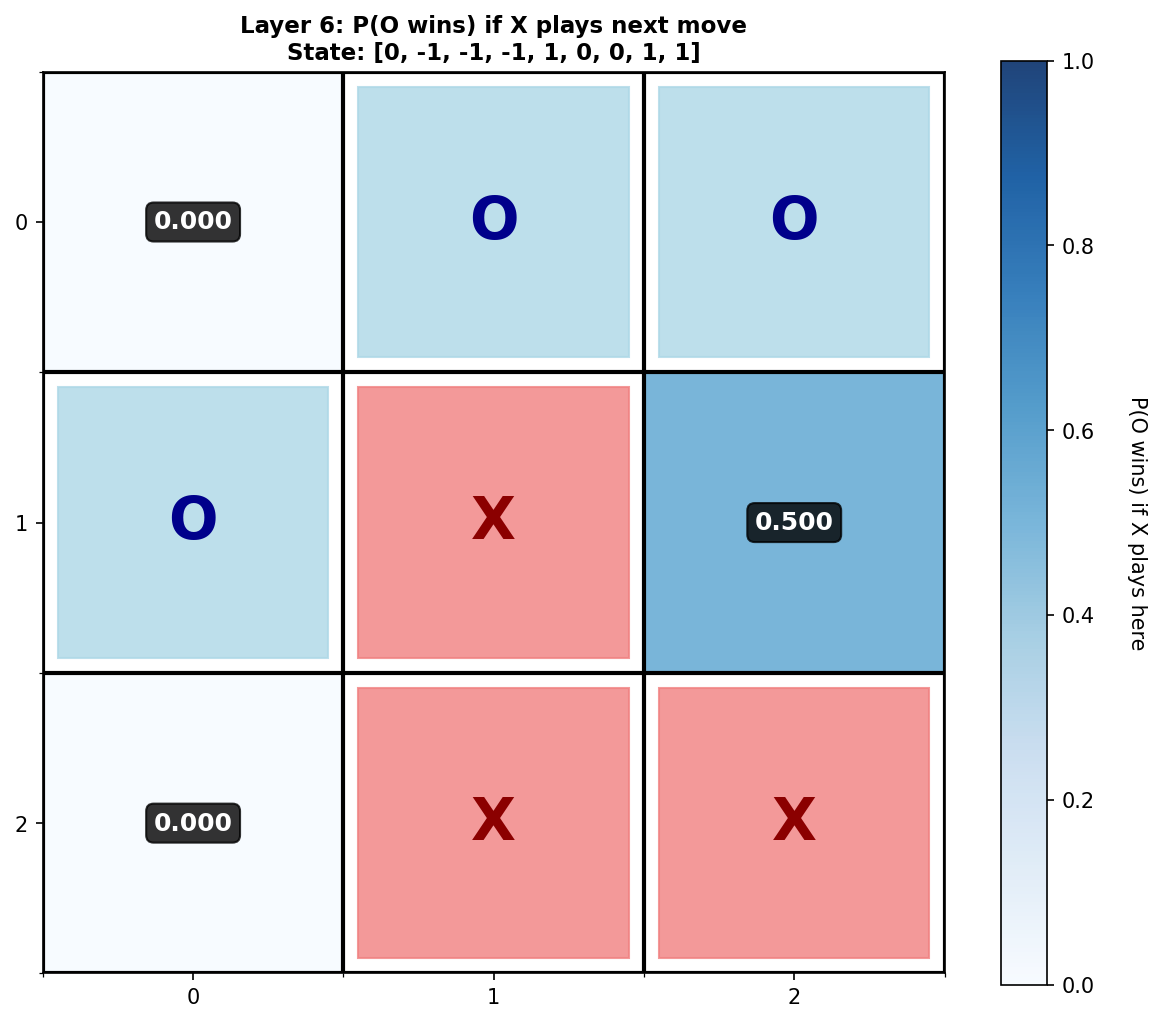 Layer 6: P(O wins) if X plays next move
State: [0, -1, -1, -1, 1, 0, 0, 1, 1]
0
0.000
O
O
1
O
X
0.500
2
0.000
X
X
0
1
2
1.0
0.8
0.6
0.4
0.2
0.0
P(O wins) if X plays here